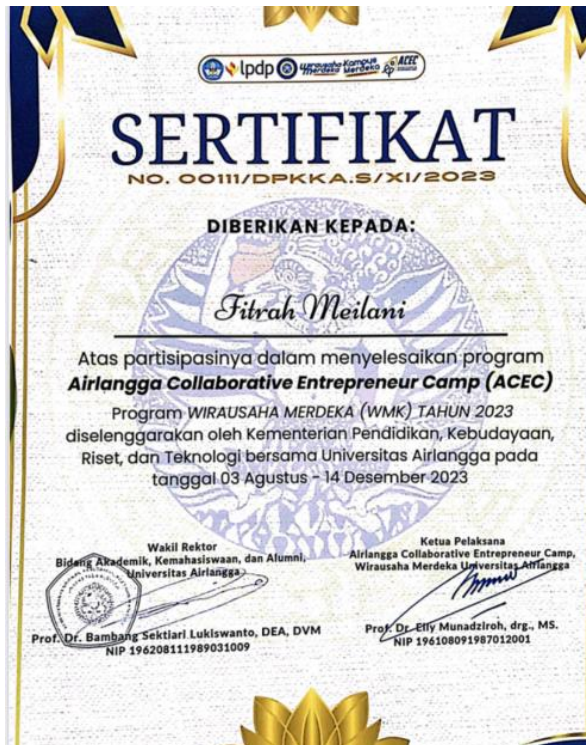 lpdp wirausaha merdeka Kampus Merdeka ACEC
SERTIFIKAT
NO. 00111/DPKKA.S/XI/2023
DIBERIKAN KEPADA:
Fitrah Meilani
Atas partisipasinya dalam menyelesaikan program
Airlangga Collaborative Entrepreneur Camp (ACEC)
Program WIRAUSAHA MERDEKA (WMK) TAHUN 2023
diselenggarakan oleh Kementerian Pendidikan, Kebudayaan,
Riset, dan Teknologi bersama Universitas Airlangga pada
tanggal 03 Agustus - 14 Desember 2023
Wakil Rektor
Bidang Akademik, Kemahasiswaan, dan Alumni,
Universitas Airlangga
Prof. Dr. Bambang Sektiari Lukiswanto, DEA, DVM
NIP 196208111989031009
Ketua Pelaksana
Airlangga Collaborative Entrepreneur Camp,
Wirausaha Merdeka Universitas Airlangga
Prof. Dr. Elly Munadziroh, drg., MS.
NIP 196108091987012001